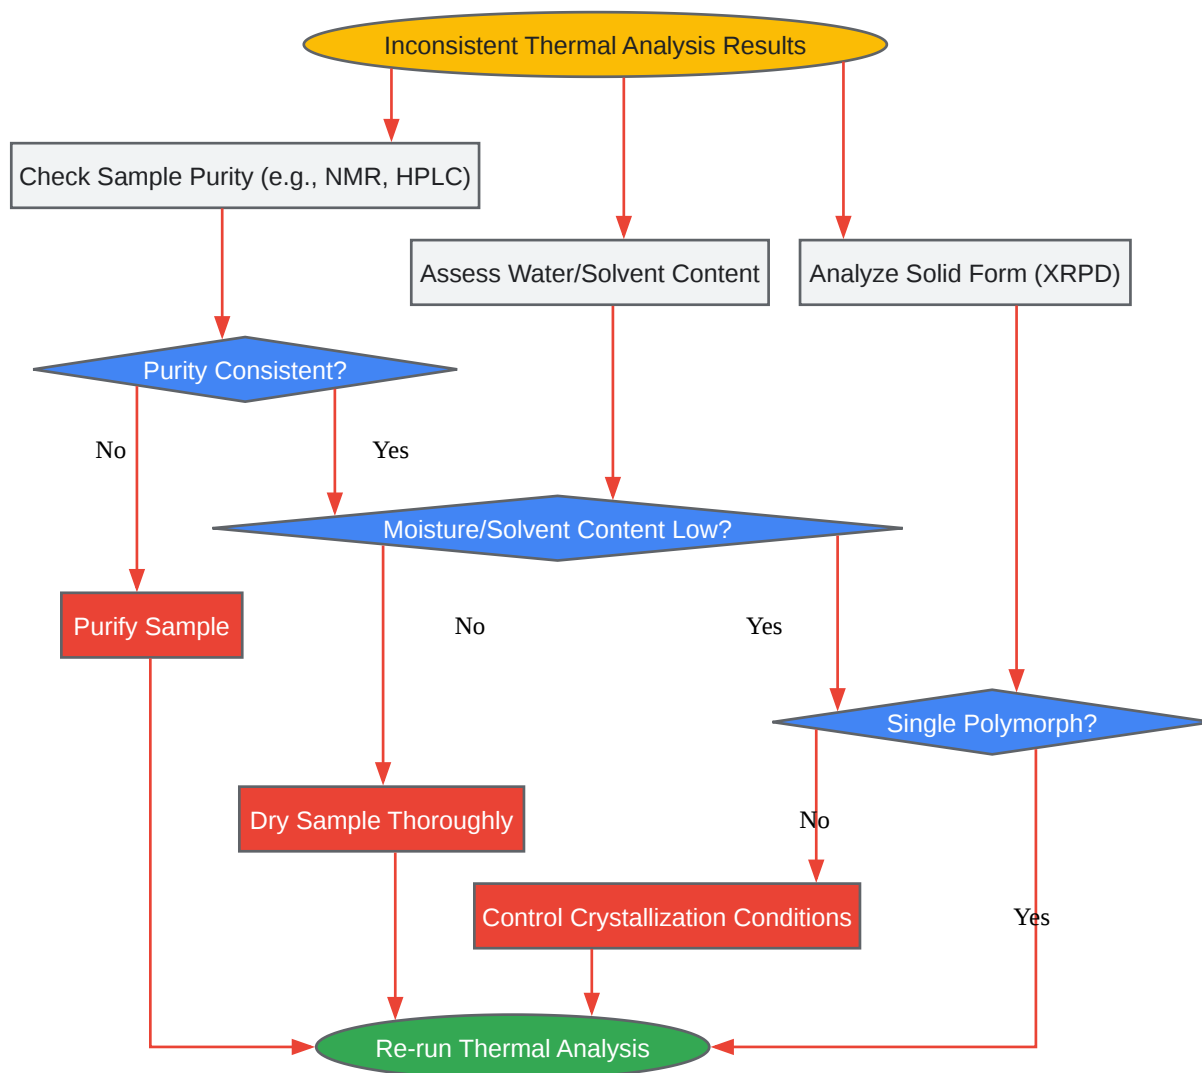 Inconsistent Thermal Analysis Results
Check Sample Purity (e.g., NMR, HPLC)
Assess Water/Solvent Content
Analyze Solid Form (XRPD)
Purity Consistent?
No
Yes
Moisture/Solvent Content Low?
Purify Sample
No
Yes
Single Polymorph?
Dry Sample Thoroughly
No
Control Crystallization Conditions
Yes
Re-run Thermal Analysis